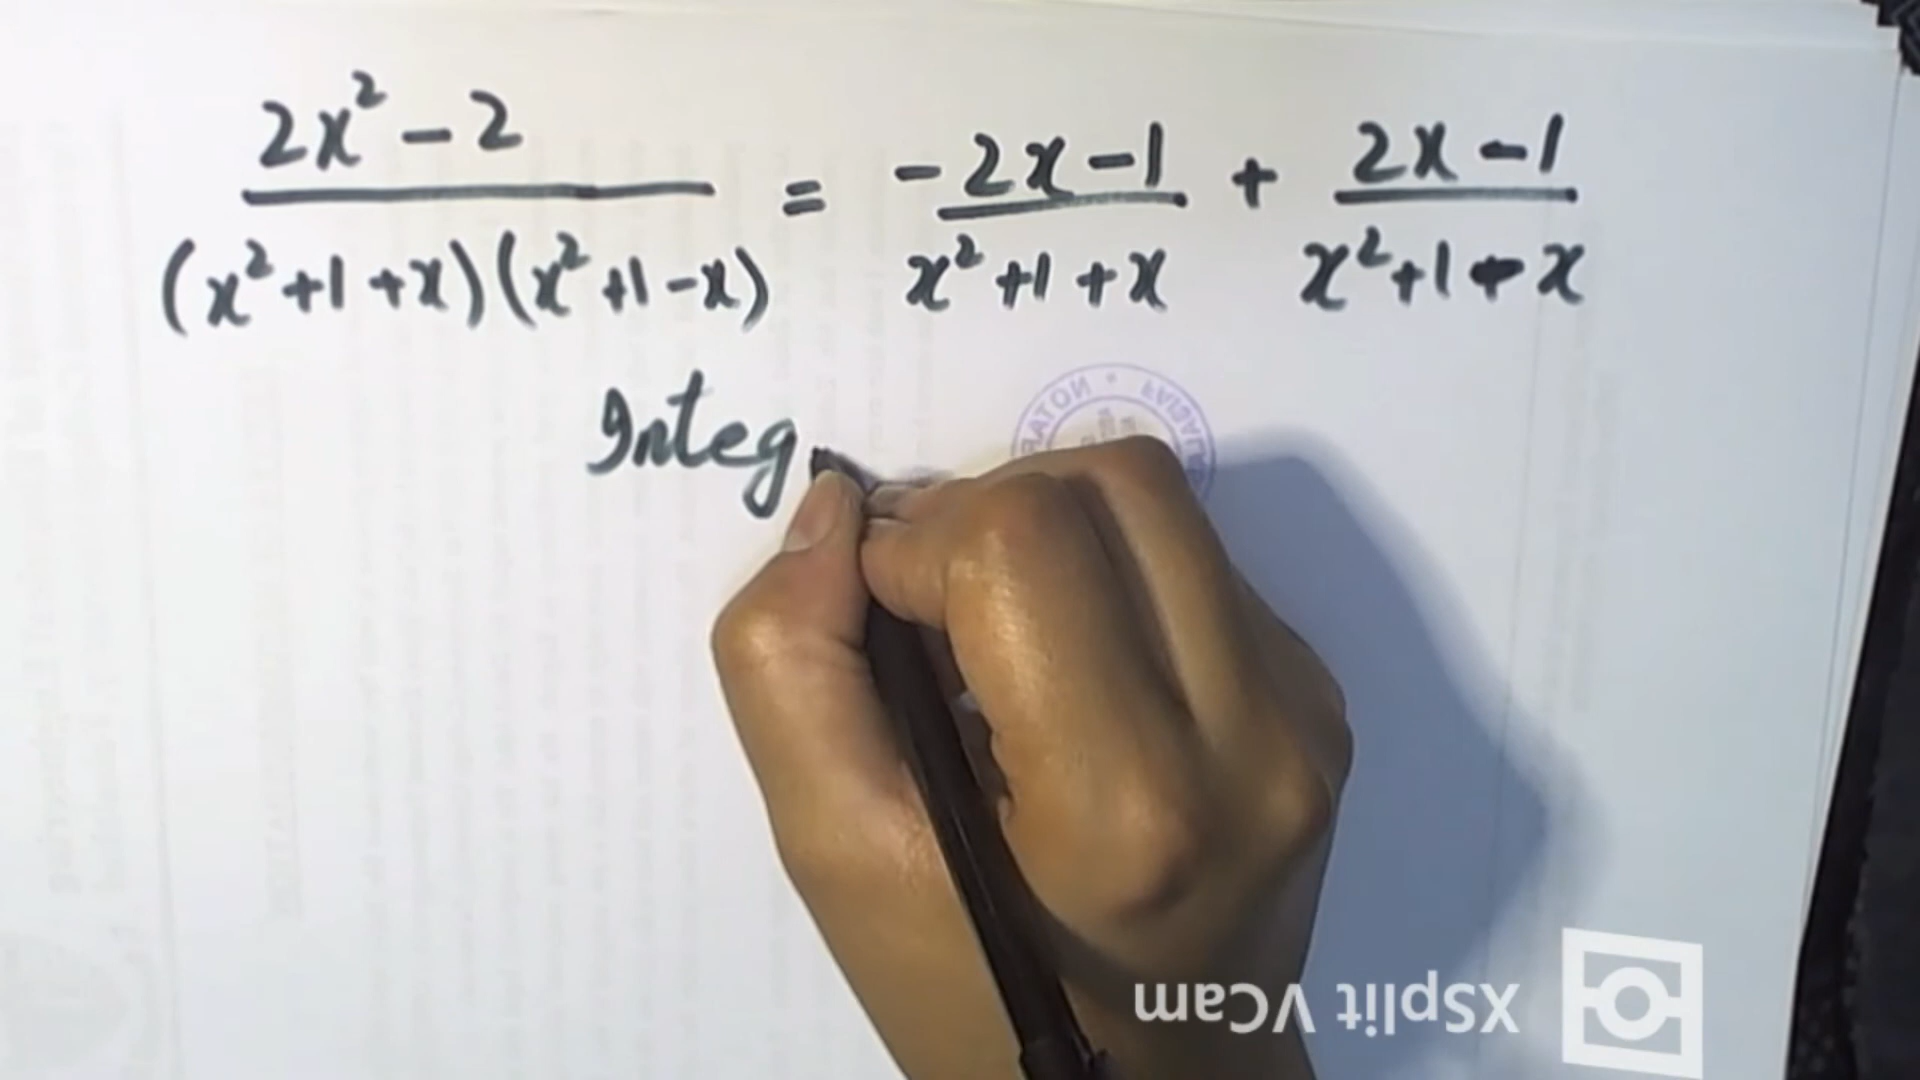 2x² - 2 / (x²+1+x)(x²+1-x) = -2x-1 / x²+1+x + 2x-1 / x²+1-x
Integ
XSplit VCam